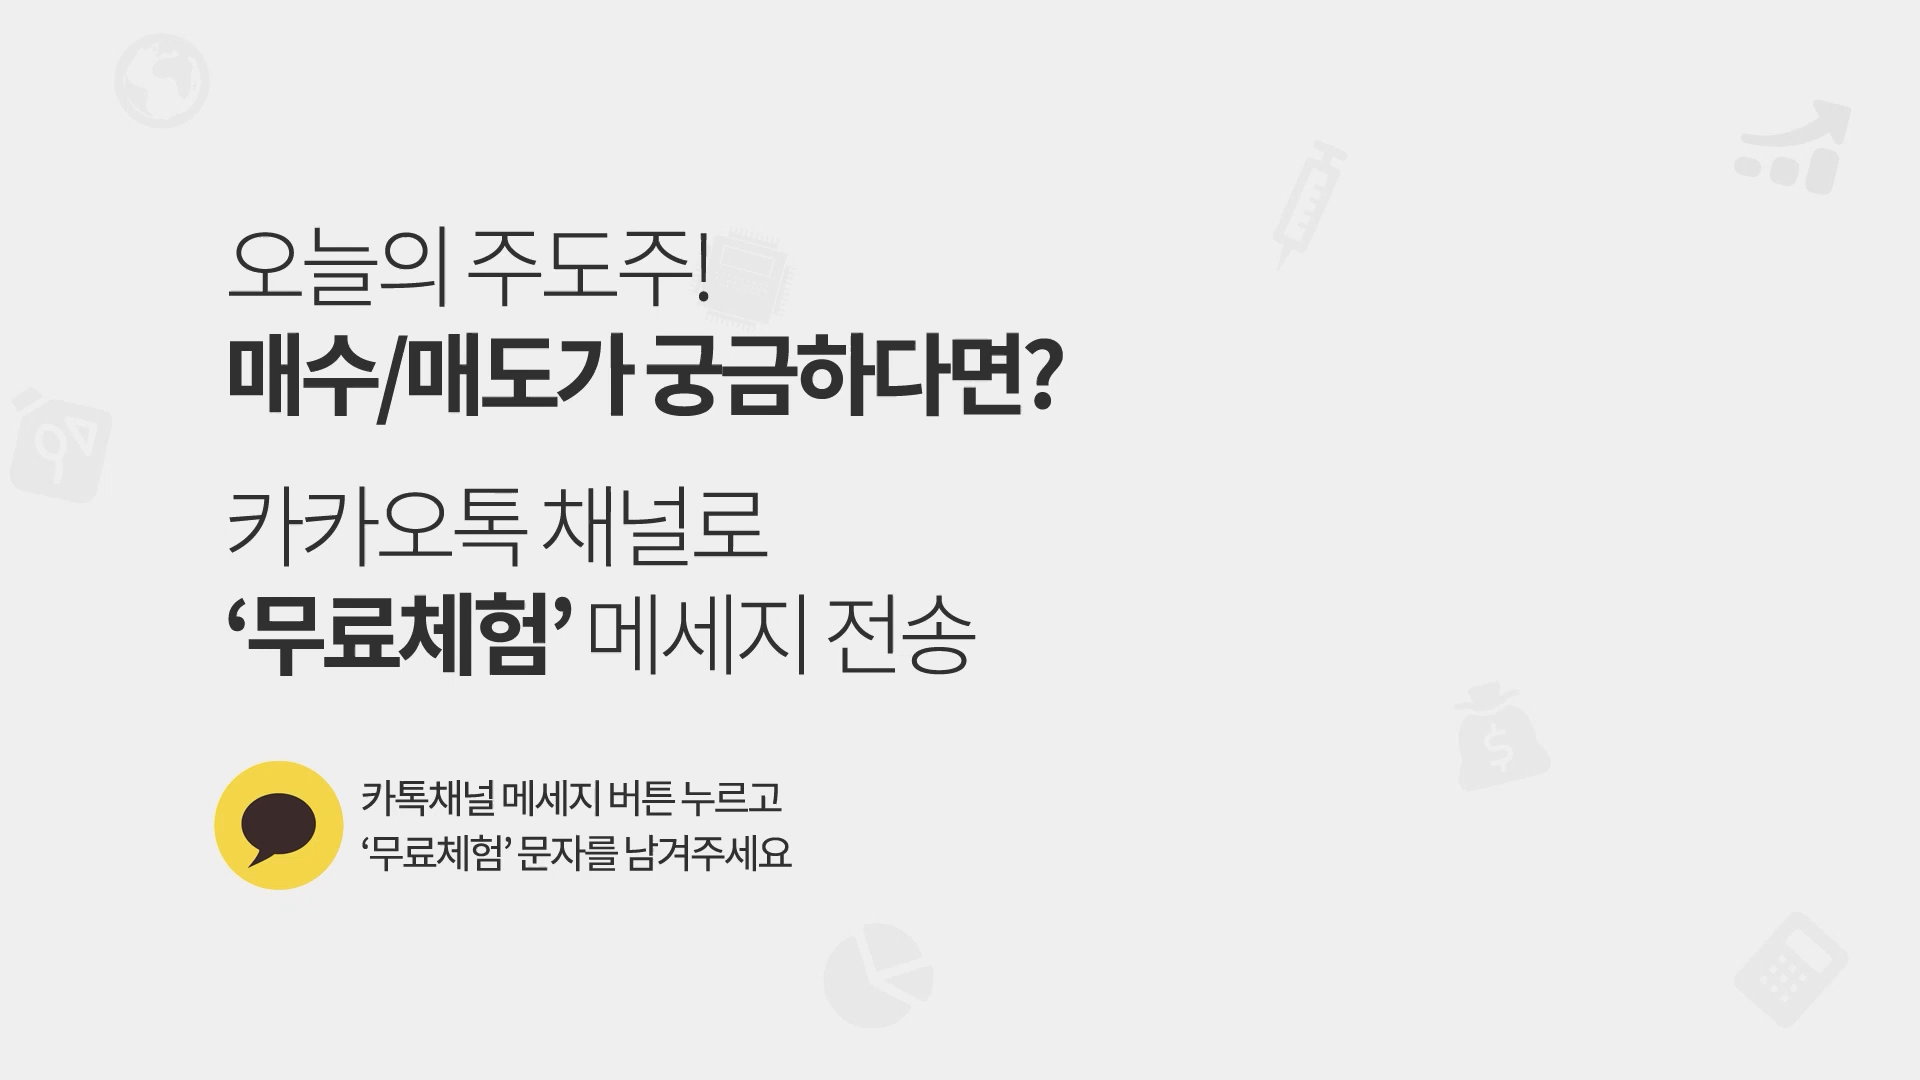 오늘의 주도주!
매수/매도가 궁금하다면?
카카오톡 채널로
‘무료체험’ 메세지 전송
카톡채널 메세지 버튼 누르고
‘무료체험’ 문자를 남겨주세요